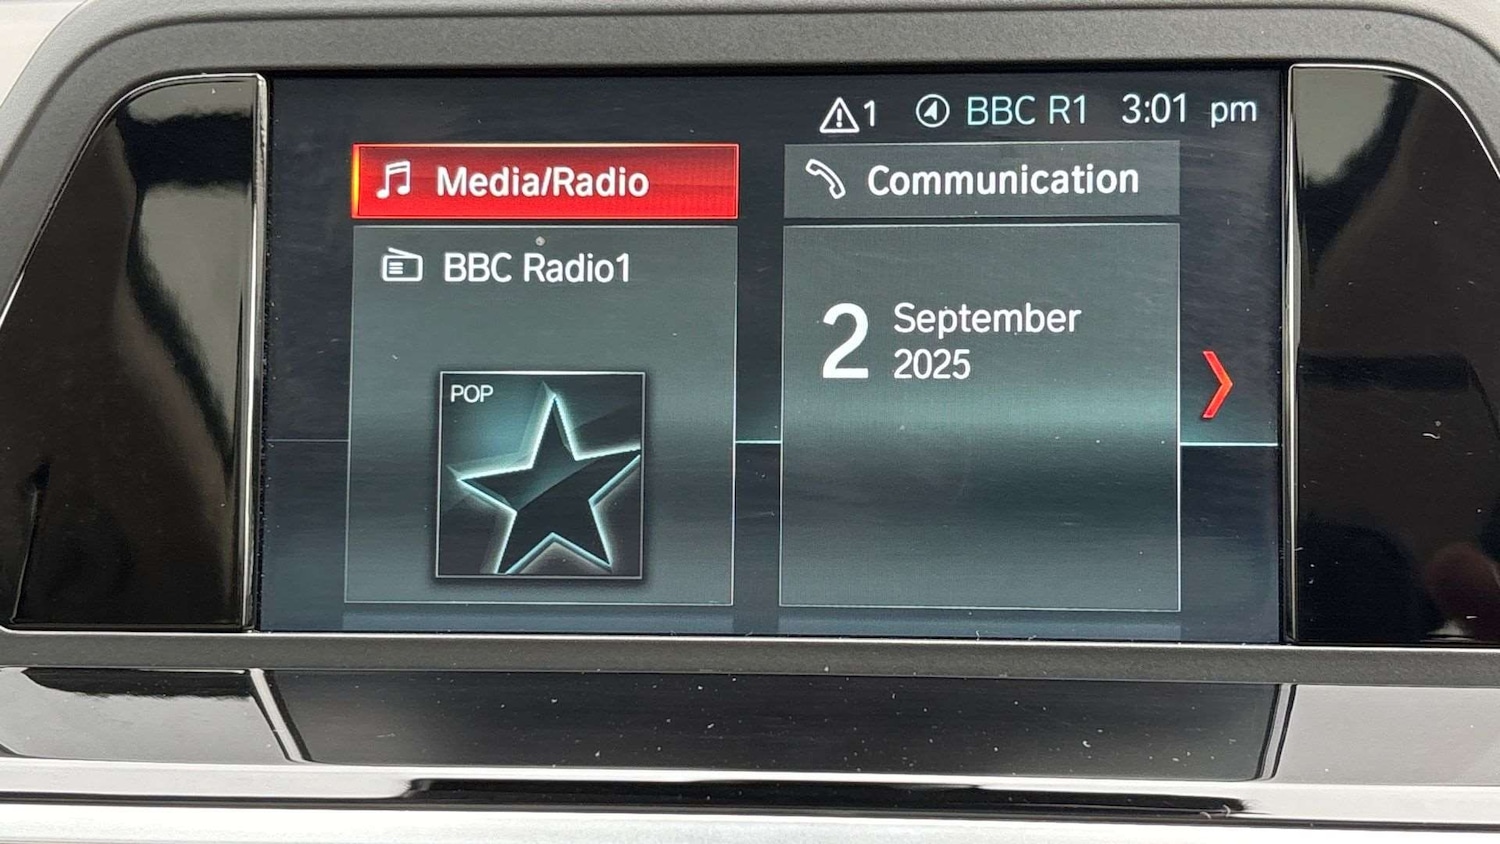 1 BBC R1 3:01 pm
Media/Radio
Communication
BBC Radio1
2 September
2025
POP